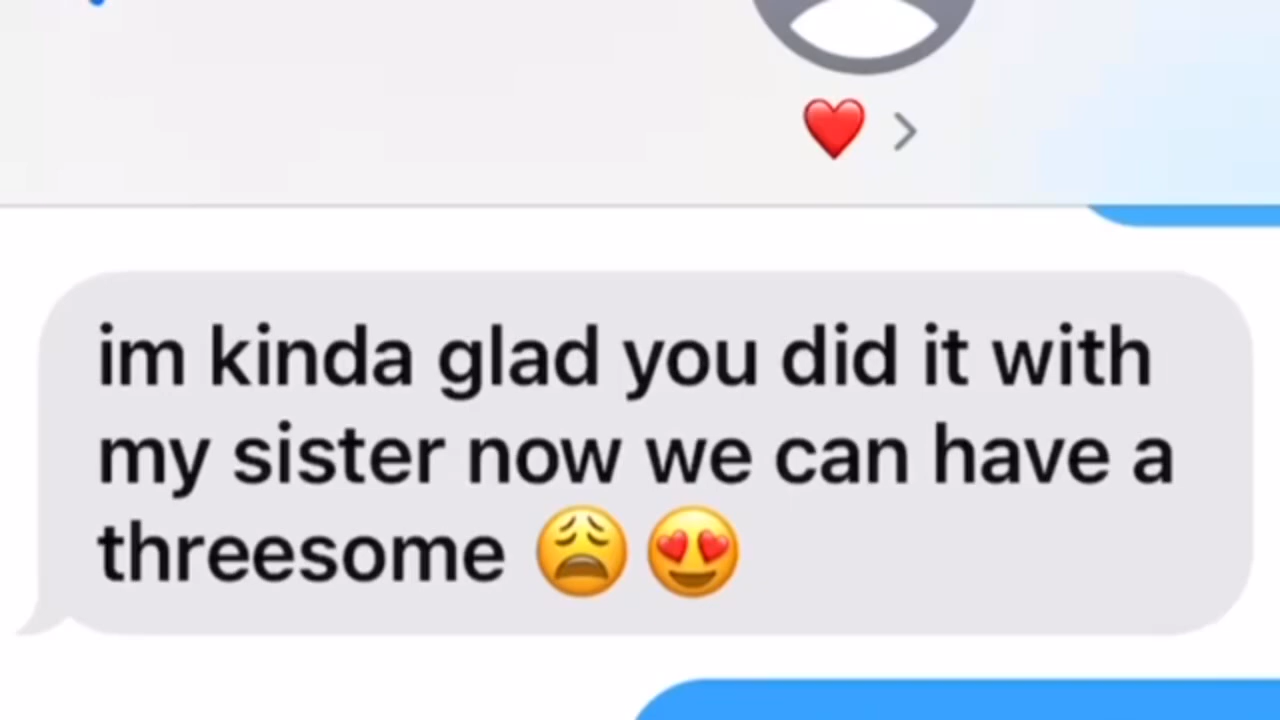 ❤️ >
im kinda glad you did it with
my sister now we can have a
threesome 😩😍